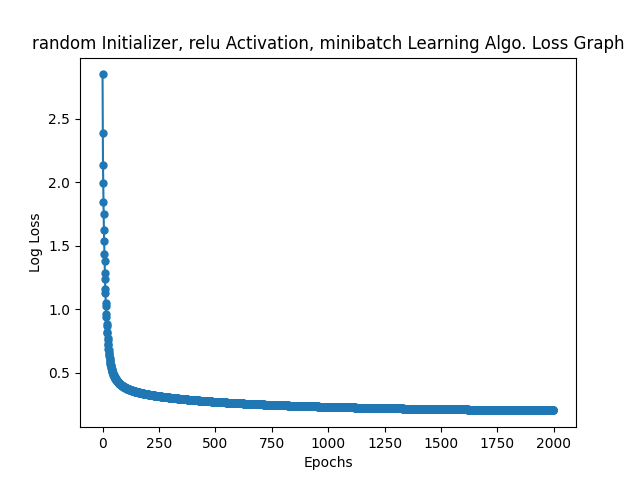 random Initializer, relu Activation, minibatch Learning Algo. Loss Graph
2.5
2.0
1.5
1.0
0.5
Log Loss
0 250 500 750 1000 1250 1500 1750 2000
Epochs